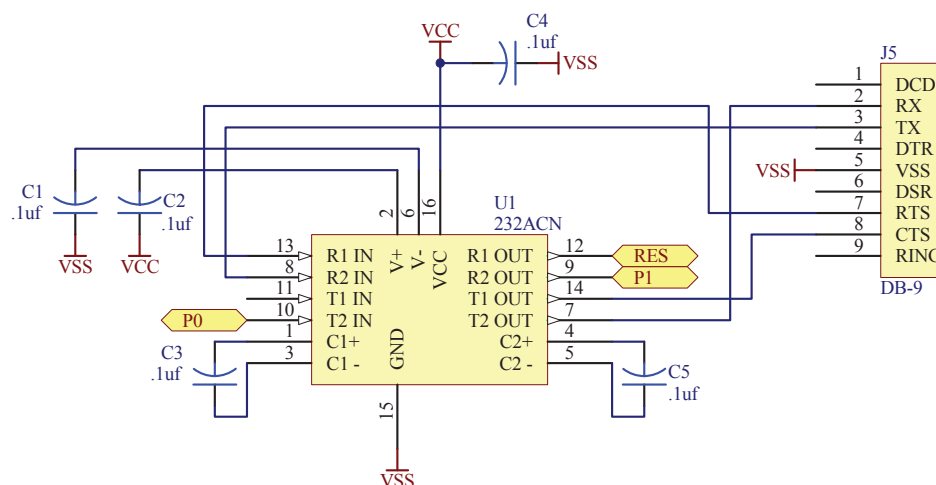 C4
.1uf
VCC
VSS
J5
1 DCD
2 RX
3 TX
4 DTR
VSS 5 VSS
6 DSR
7 RTS
8 CTS
9 RING
DB-9
C1
.1uf
VSS
C2
.1uf
VCC
2
6
16
U1
232ACN
V+
V-
VCC
13 R1 IN
8 R2 IN
11 T1 IN
P0 10 T2 IN
1 C1+
3 C1 -
GND
R1 OUT 12 RES
R2 OUT 9 P1
T1 OUT 14
T2 OUT 7
C2+ 4
C2 - 5
C3
.1uf
C5
.1uf
15
VSS